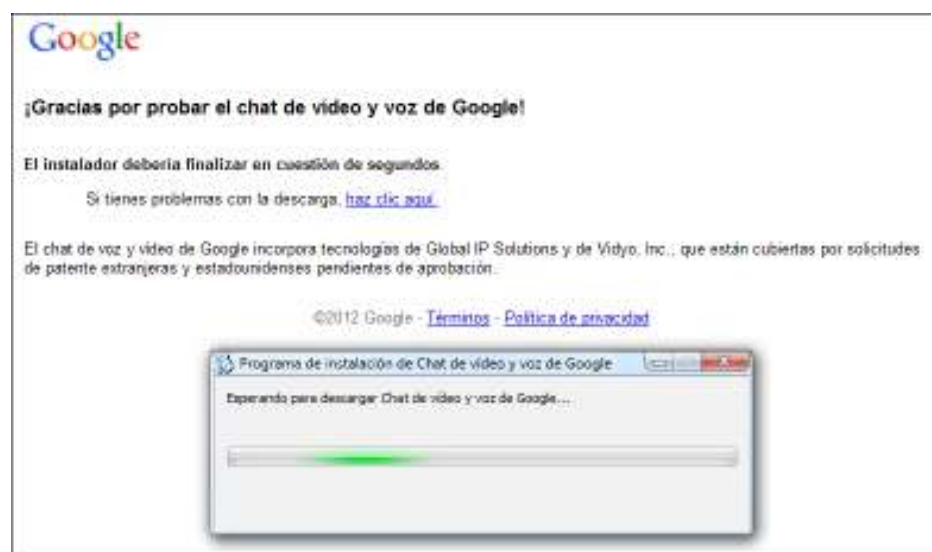 Google
¡Gracias por probar el chat de video y voz de Google!
El instalador debería finalizar en cuestión de segundos.
Si tienes problemas con la descarga, haz clic aquí.
El chat de voz y vídeo de Google incorpora tecnologías de Global IP Solutions y de Vidyo, Inc., que están cubiertas por solicitudes
de patente extranjeras y estadounidenses pendientes de aprobación.
©2012 Google - Términos - Política de privacidad
Programa de instalación de Chat de vídeo y voz de Google
Esperando para descargar Chat de vídeo y voz de Google...